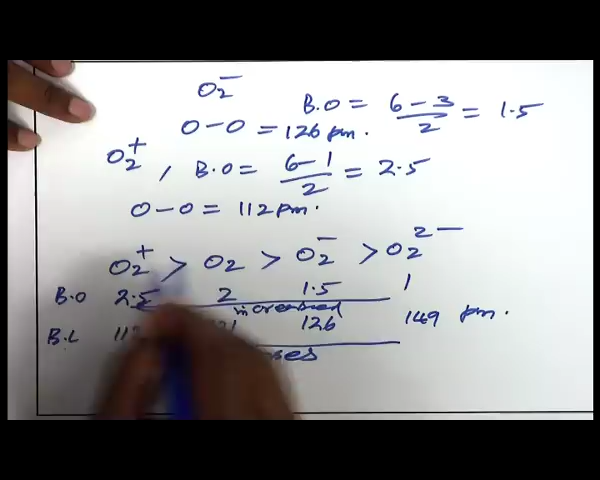 O₂⁻
B.O = 6-3/2 = 1.5
O-O = 126 pm.
O₂⁺, B.O = 6-1/2 = 2.5
O-O = 112 pm.
O₂⁺ > O₂ > O₂⁻ > O₂²⁻
B.O 2.5 2 1.5 1
increased
B.L 126 149 pm.